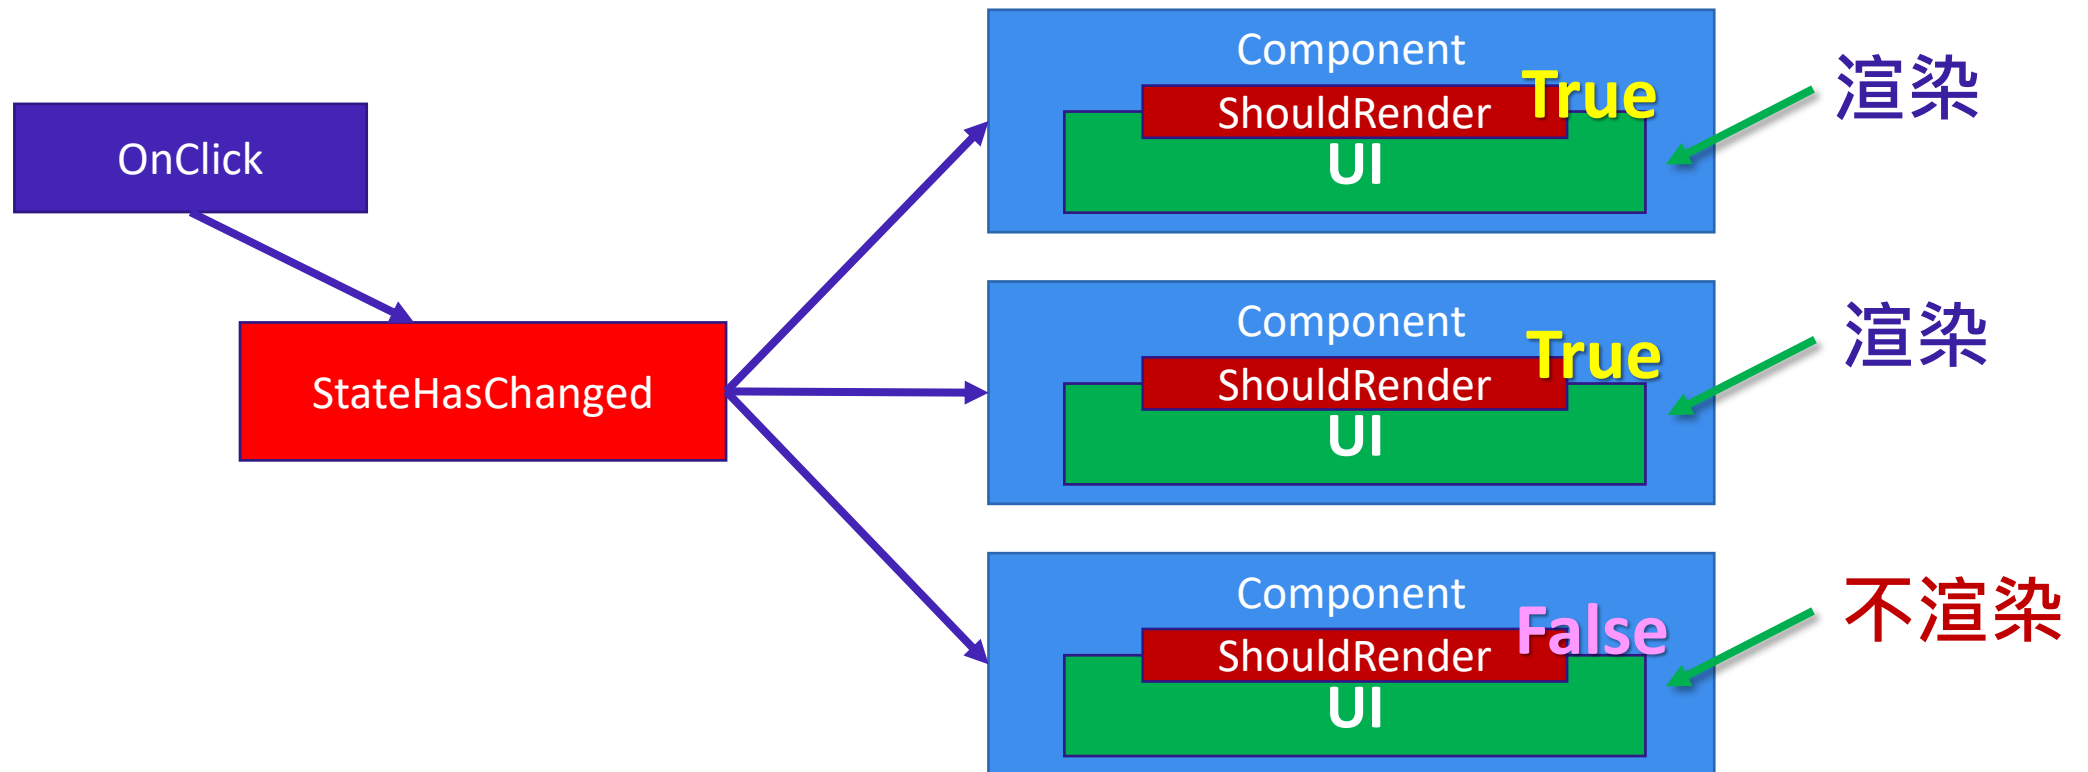 OnClick
StateHasChanged
Component
True
ShouldRender
UI
渲染
Component
True
ShouldRender
UI
渲染
Component
False
ShouldRender
UI
不渲染